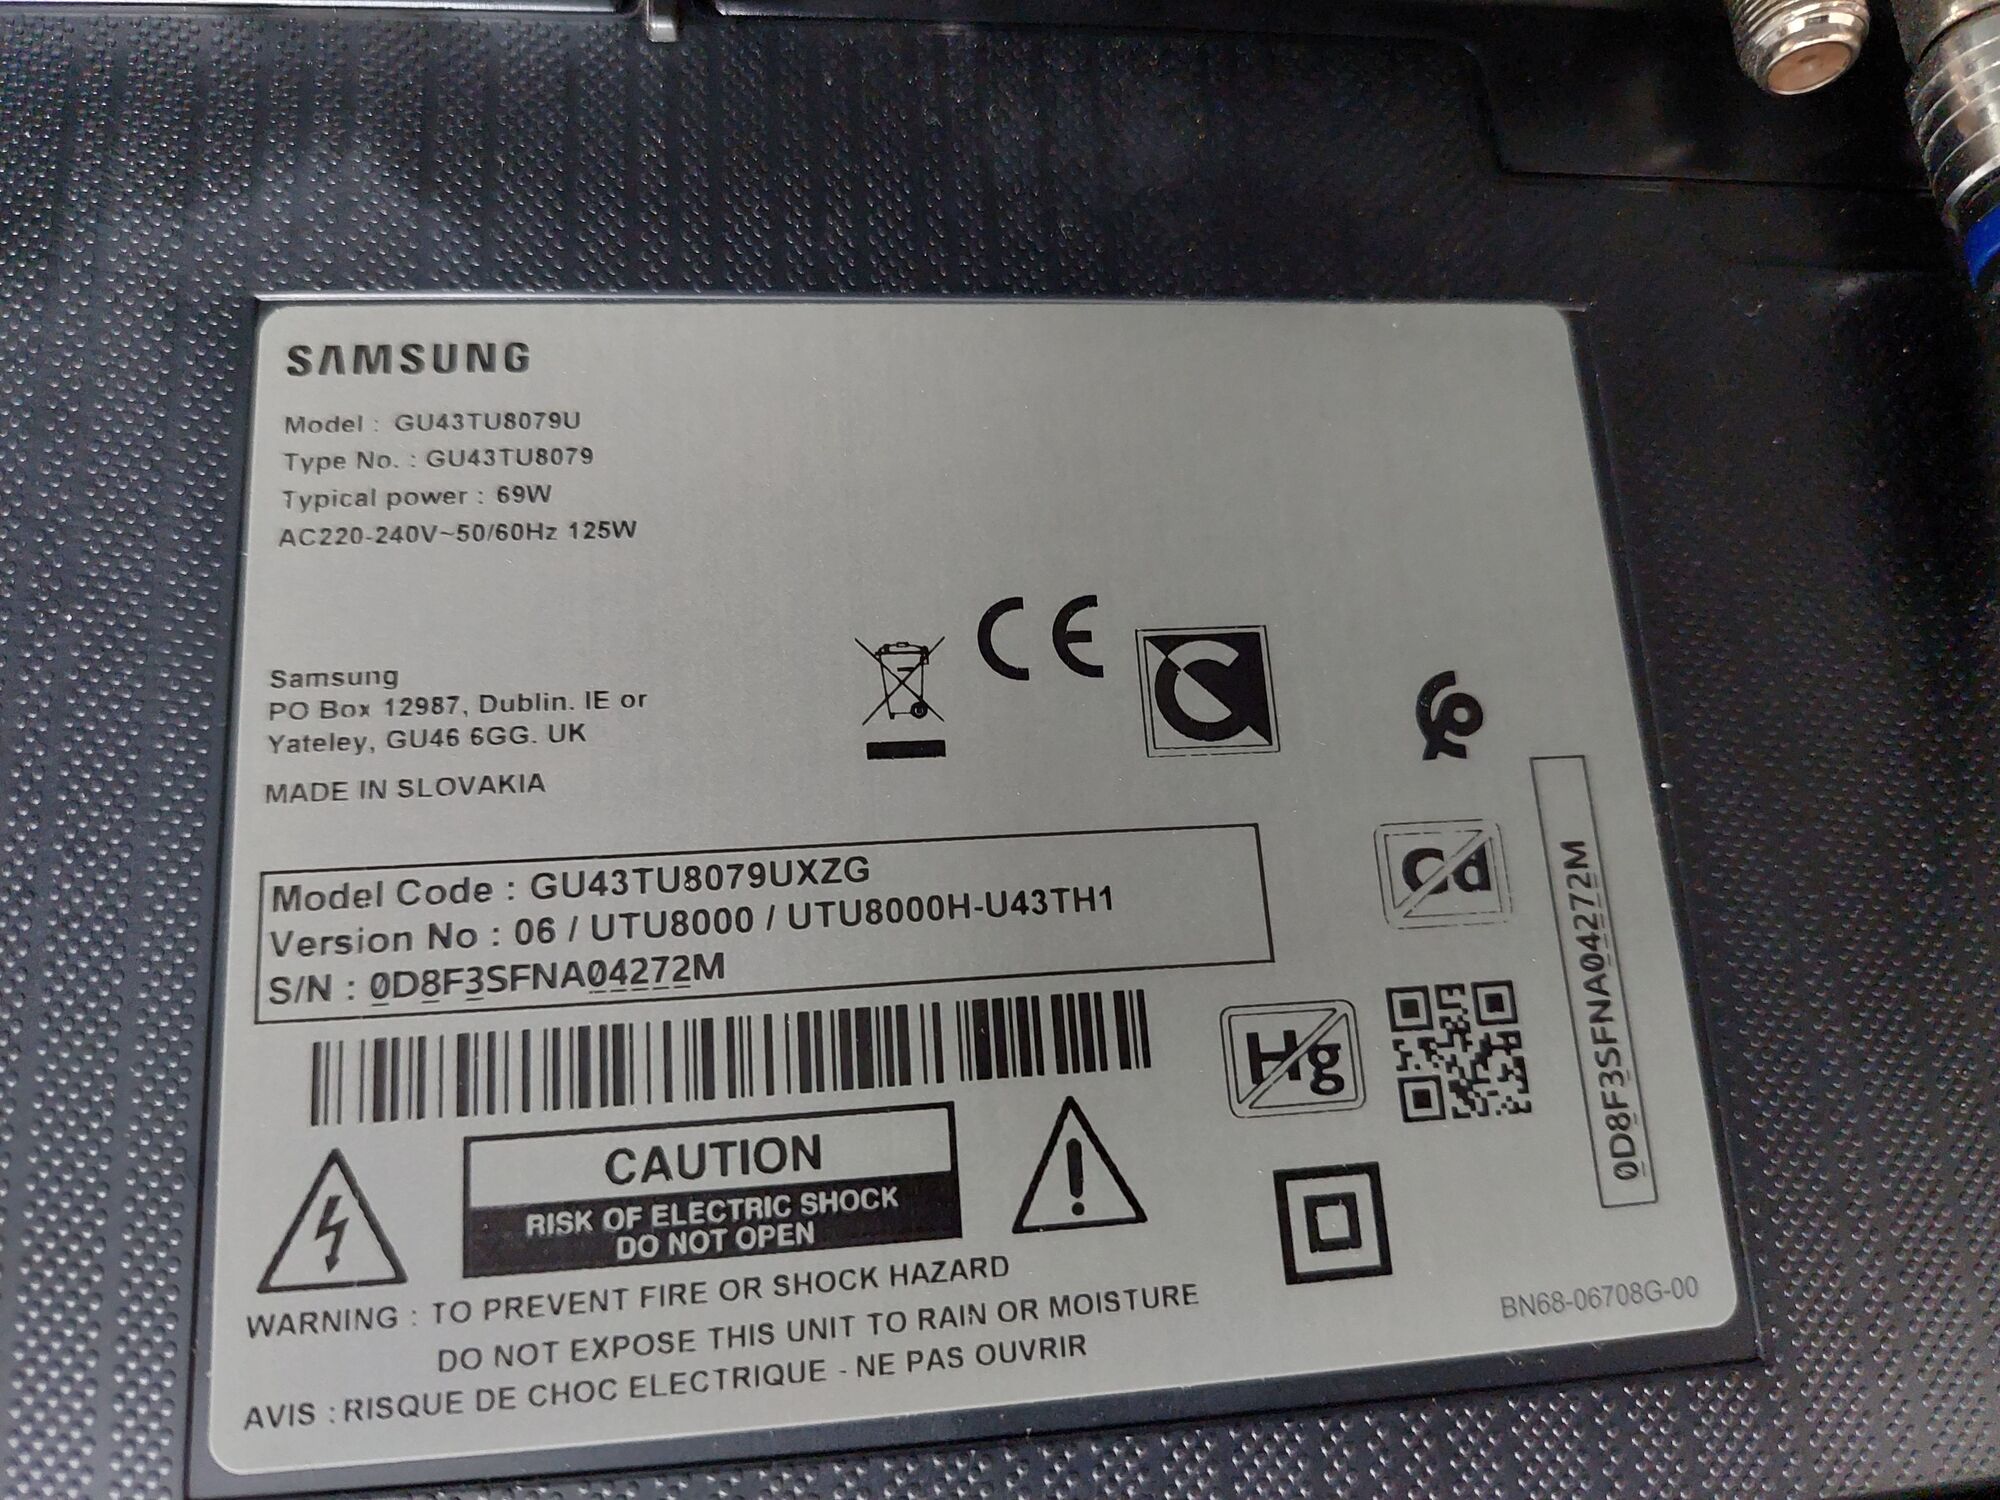 SAMSUNG
Model : GU43TU8079U
Type No. : GU43TU8079
Typical power : 69W
AC220-240V~50/60Hz 125W
Samsung
PO Box 12987, Dublin. IE or
Yateley, GU46 6GG. UK
MADE IN SLOVAKIA
CE
Model Code : GU43TU8079UXZG
Version No : 06 / UTU8000 / UTU8000H-U43TH1
S/N : 0D8F3SFNA04272M
Cd
Hg
0D8F3SFNA04272M
CAUTION
RISK OF ELECTRIC SHOCK
DO NOT OPEN
WARNING : TO PREVENT FIRE OR SHOCK HAZARD
DO NOT EXPOSE THIS UNIT TO RAIN OR MOISTURE
AVIS : RISQUE DE CHOC ELECTRIQUE - NE PAS OUVRIR
BN68-06708G-00